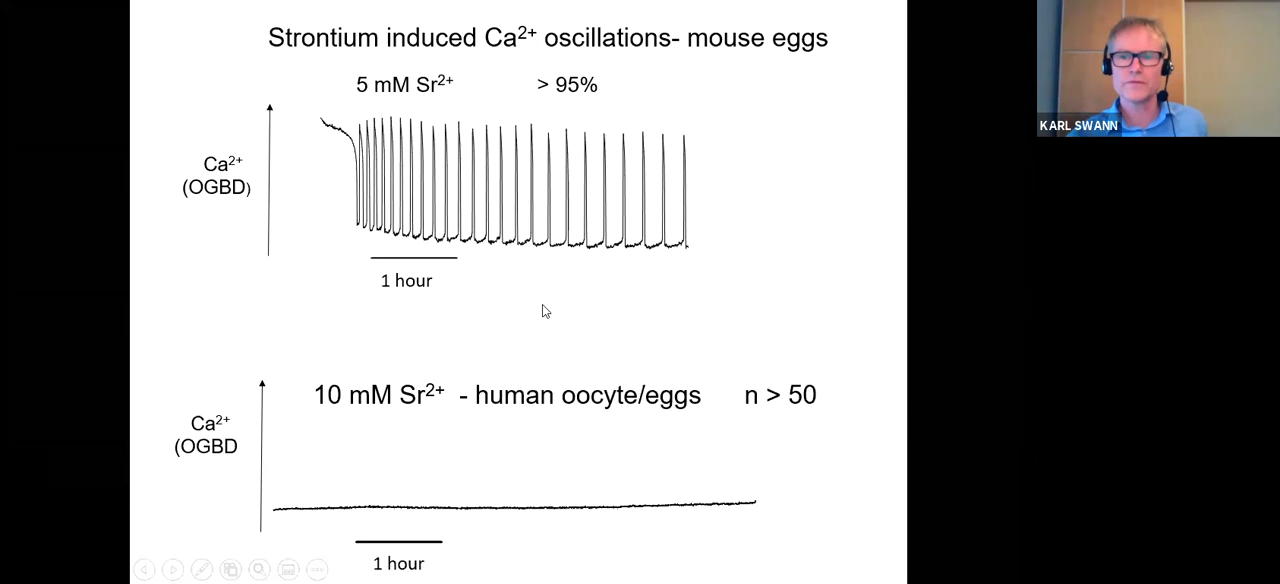 Strontium induced Ca²⁺ oscillations- mouse eggs
5 mM Sr²⁺ > 95%
Ca²⁺
(OGBD)
1 hour
10 mM Sr²⁺ - human oocyte/eggs n > 50
Ca²⁺
(OGBD
1 hour
KARL SWANN